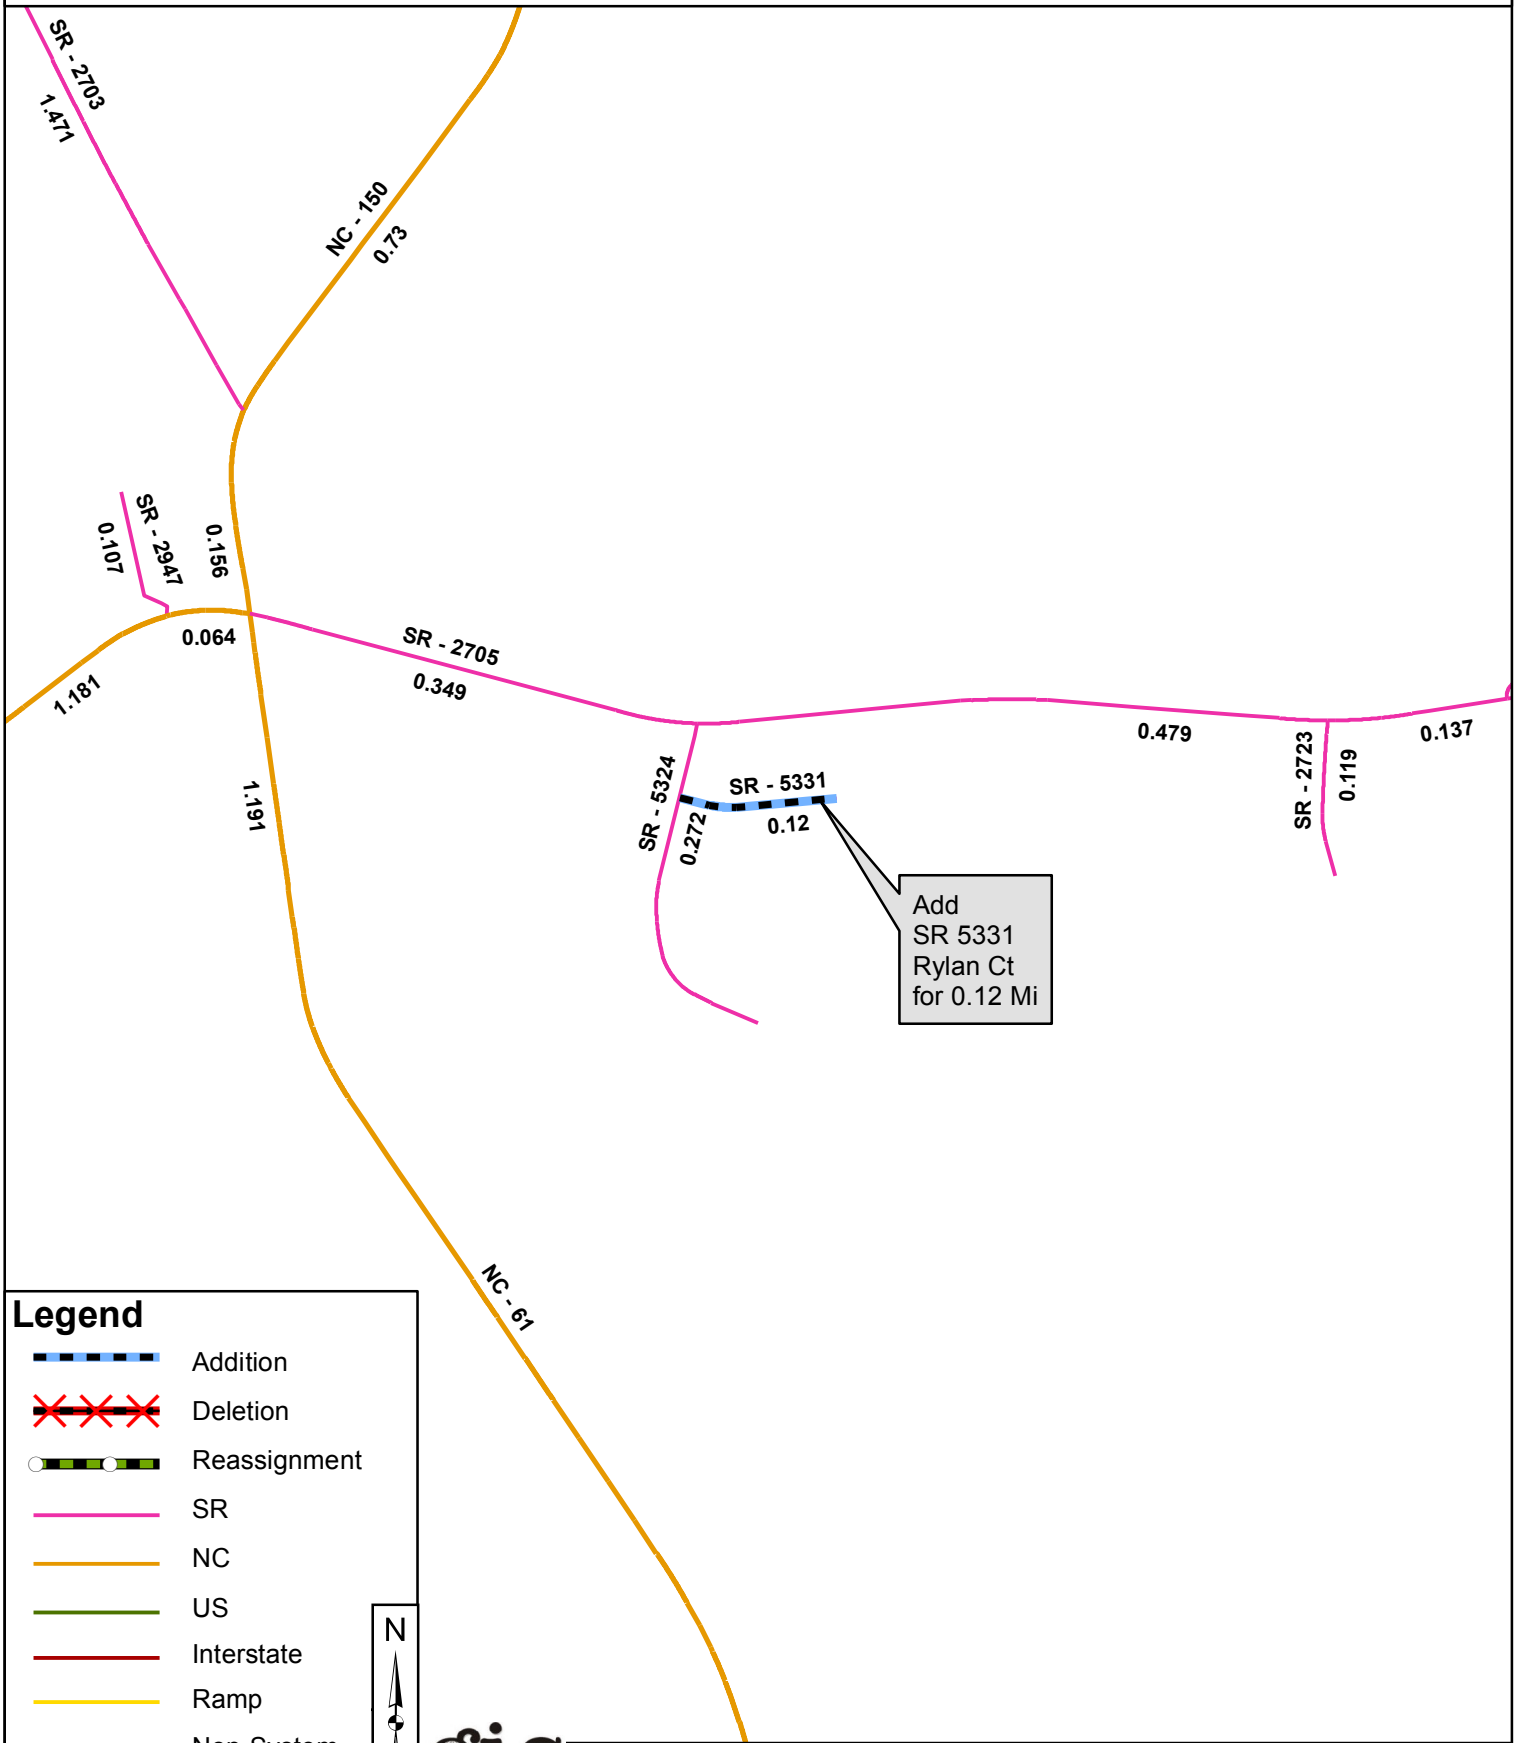 SR - 2703
1.471
NC - 150
0.73
SR - 2947
0.107
0.156
0.064
1.181
SR - 2705
0.349
0.479
0.137
SR - 2723
0.119
SR - 5324
0.272
SR - 5331
0.12
1.191
Add
SR 5331
Rylan Ct
for 0.12 Mi
NC - 61
Legend
Addition
Deletion
Reassignment
SR
NC
US
Interstate
Ramp
N